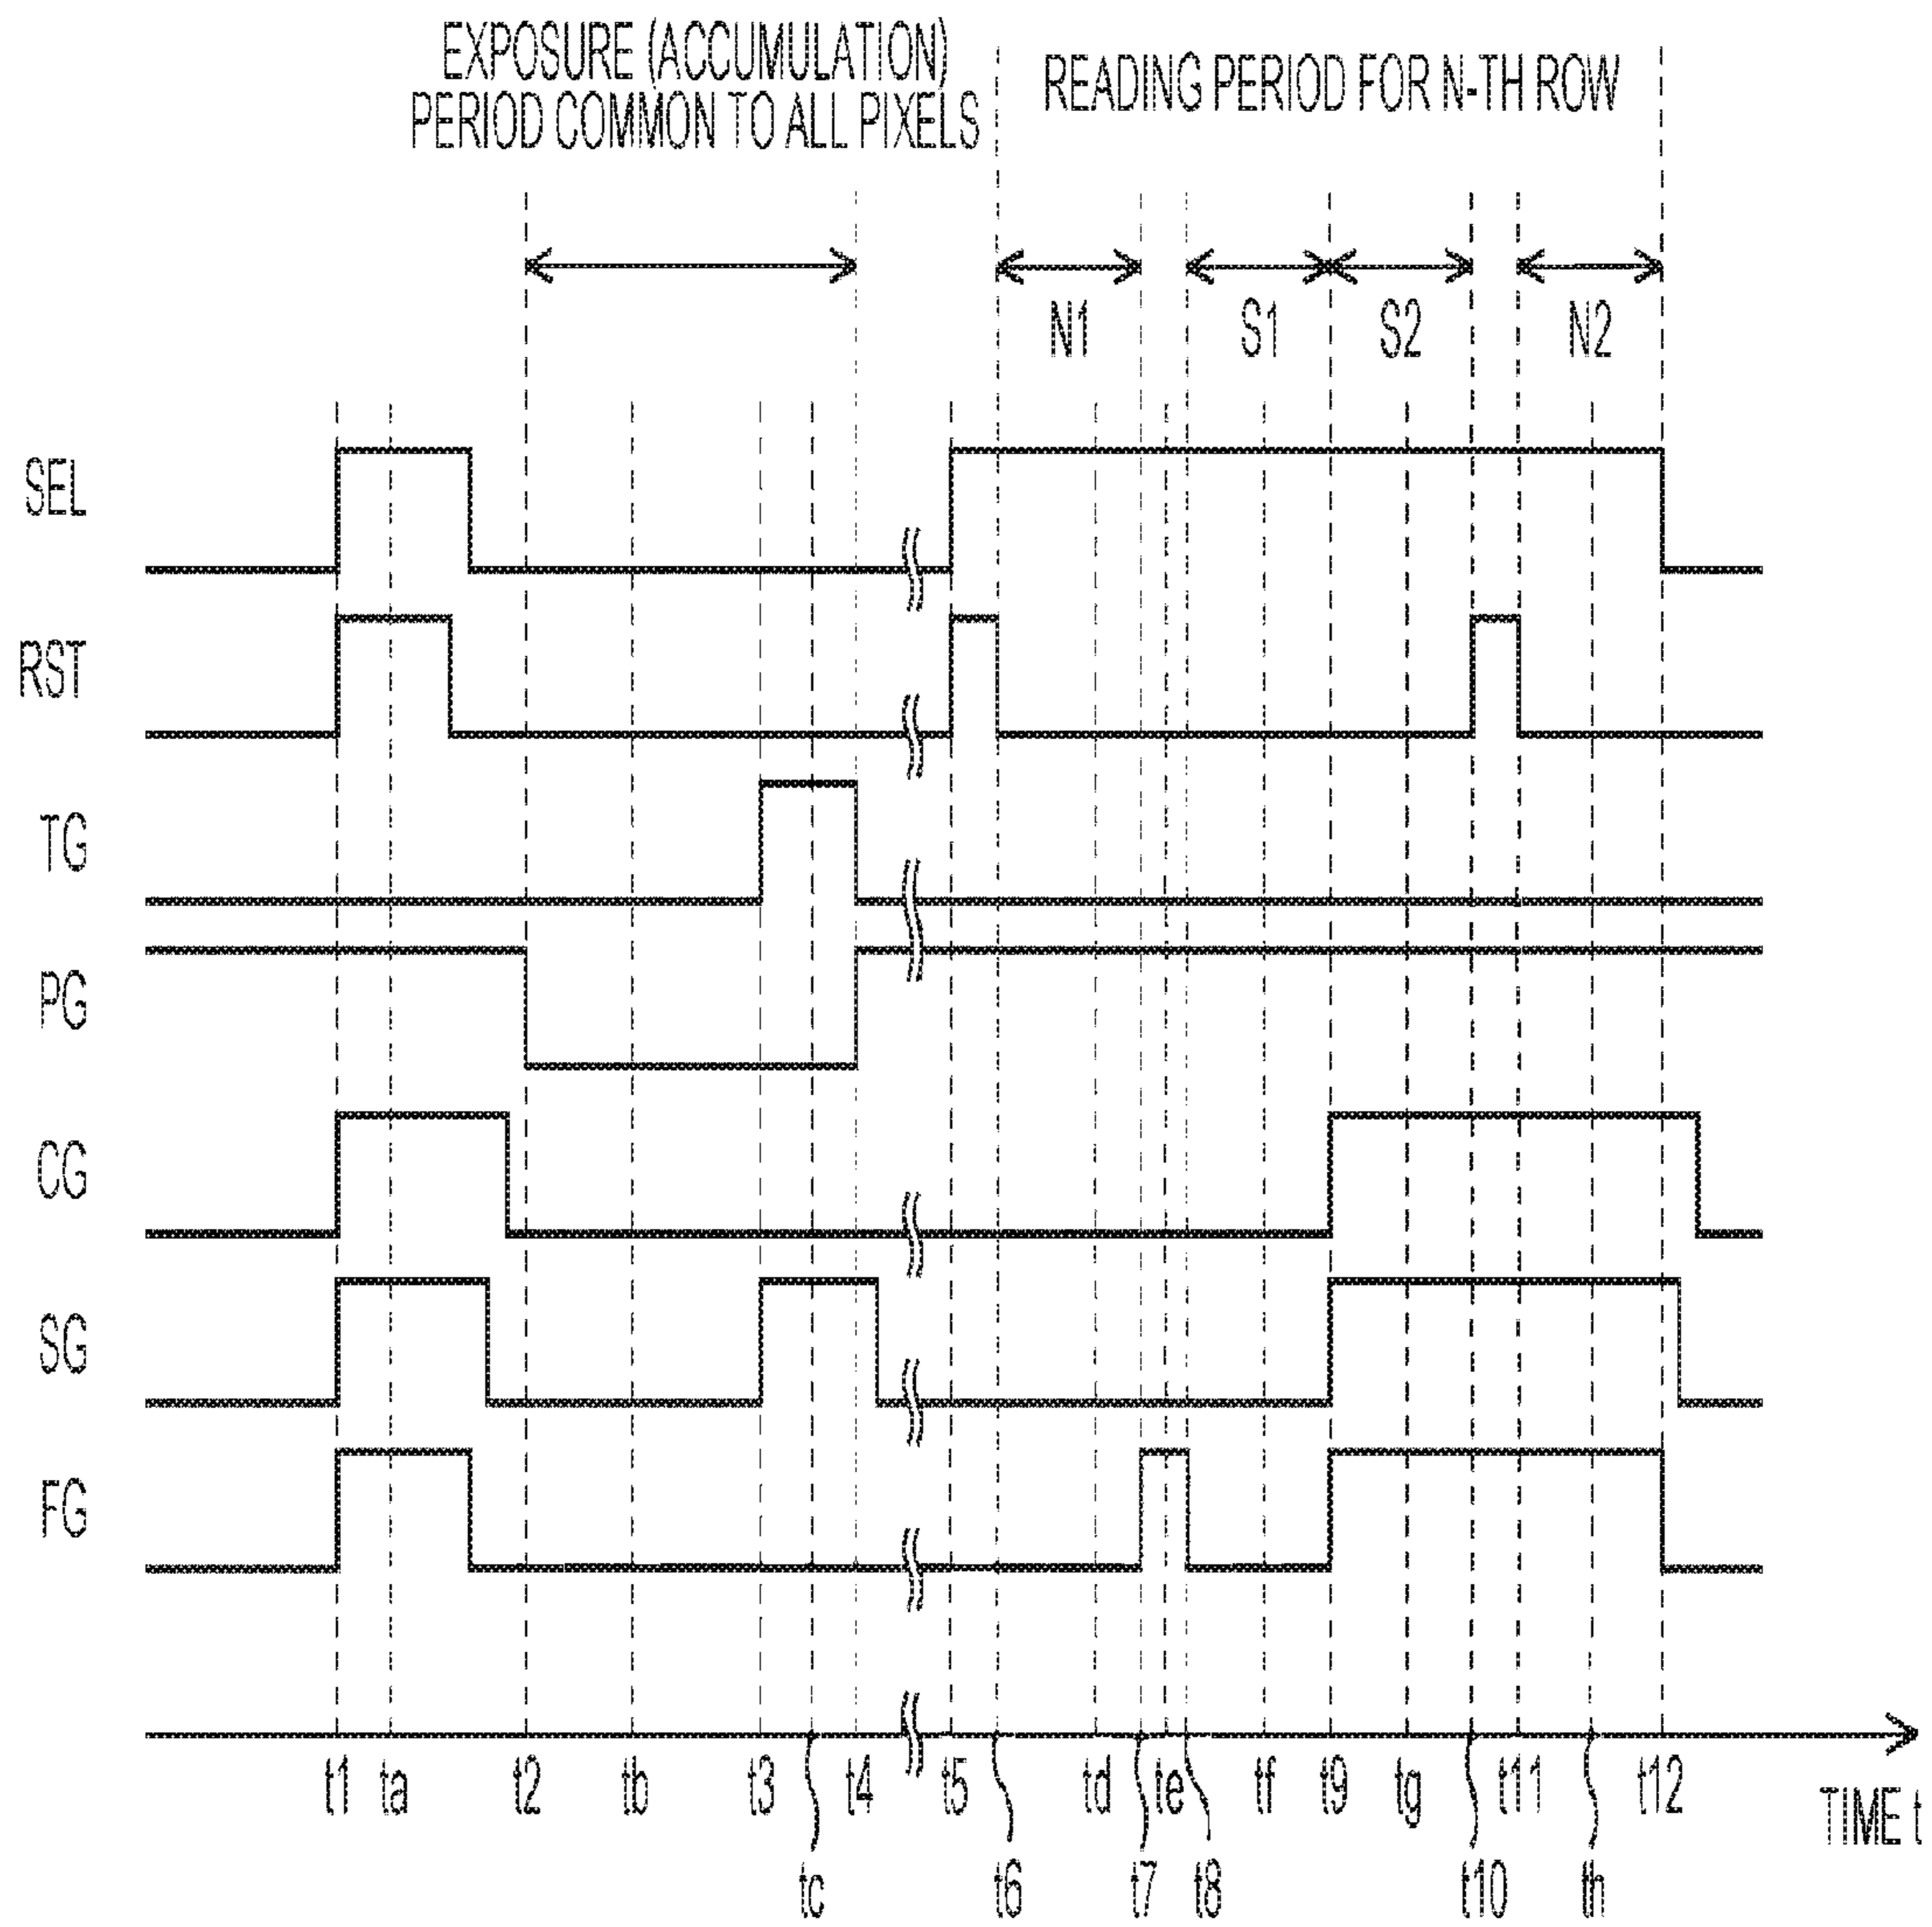 EXPOSURE (ACCUMULATION)
PERIOD COMMON TO ALL PIXELS
READING PERIOD FOR N-TH ROW
N1 S1 S2 N2
SEL
RST
TG
PG
CG
SG
FG
t1 ta t2 tb t3 t4 t5 td te tf t9 tg t11 t12
TIME t
tc t6 t7 t8 t10 th